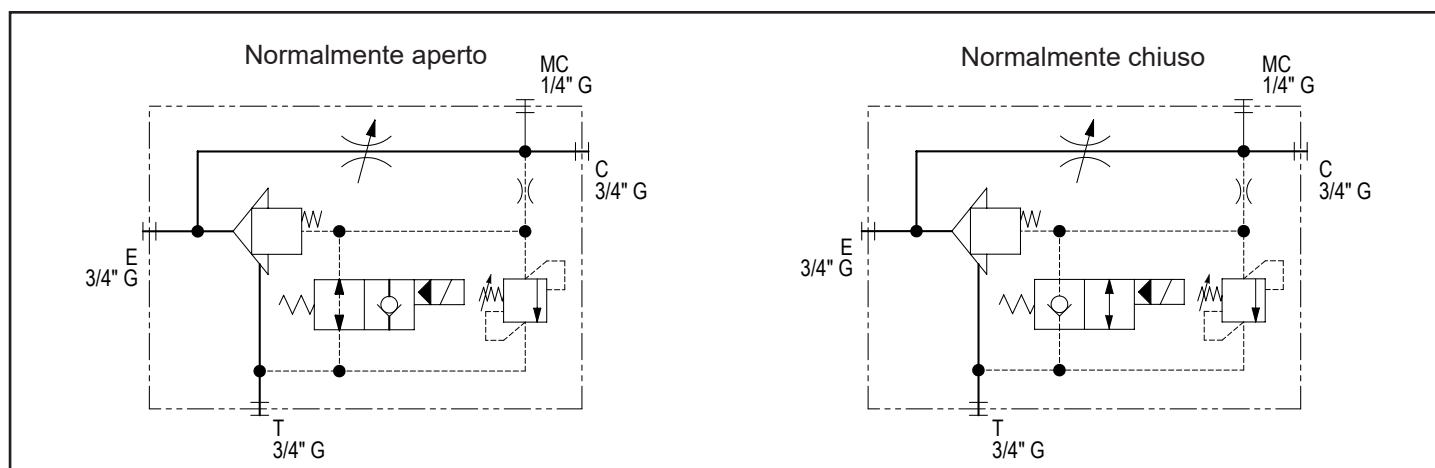 Normalmente aperto
MC
1/4" G
C
3/4" G
E
3/4" G
T
3/4" G
Normalmente chiuso
MC
1/4" G
C
3/4" G
E
3/4" G
T
3/4" G